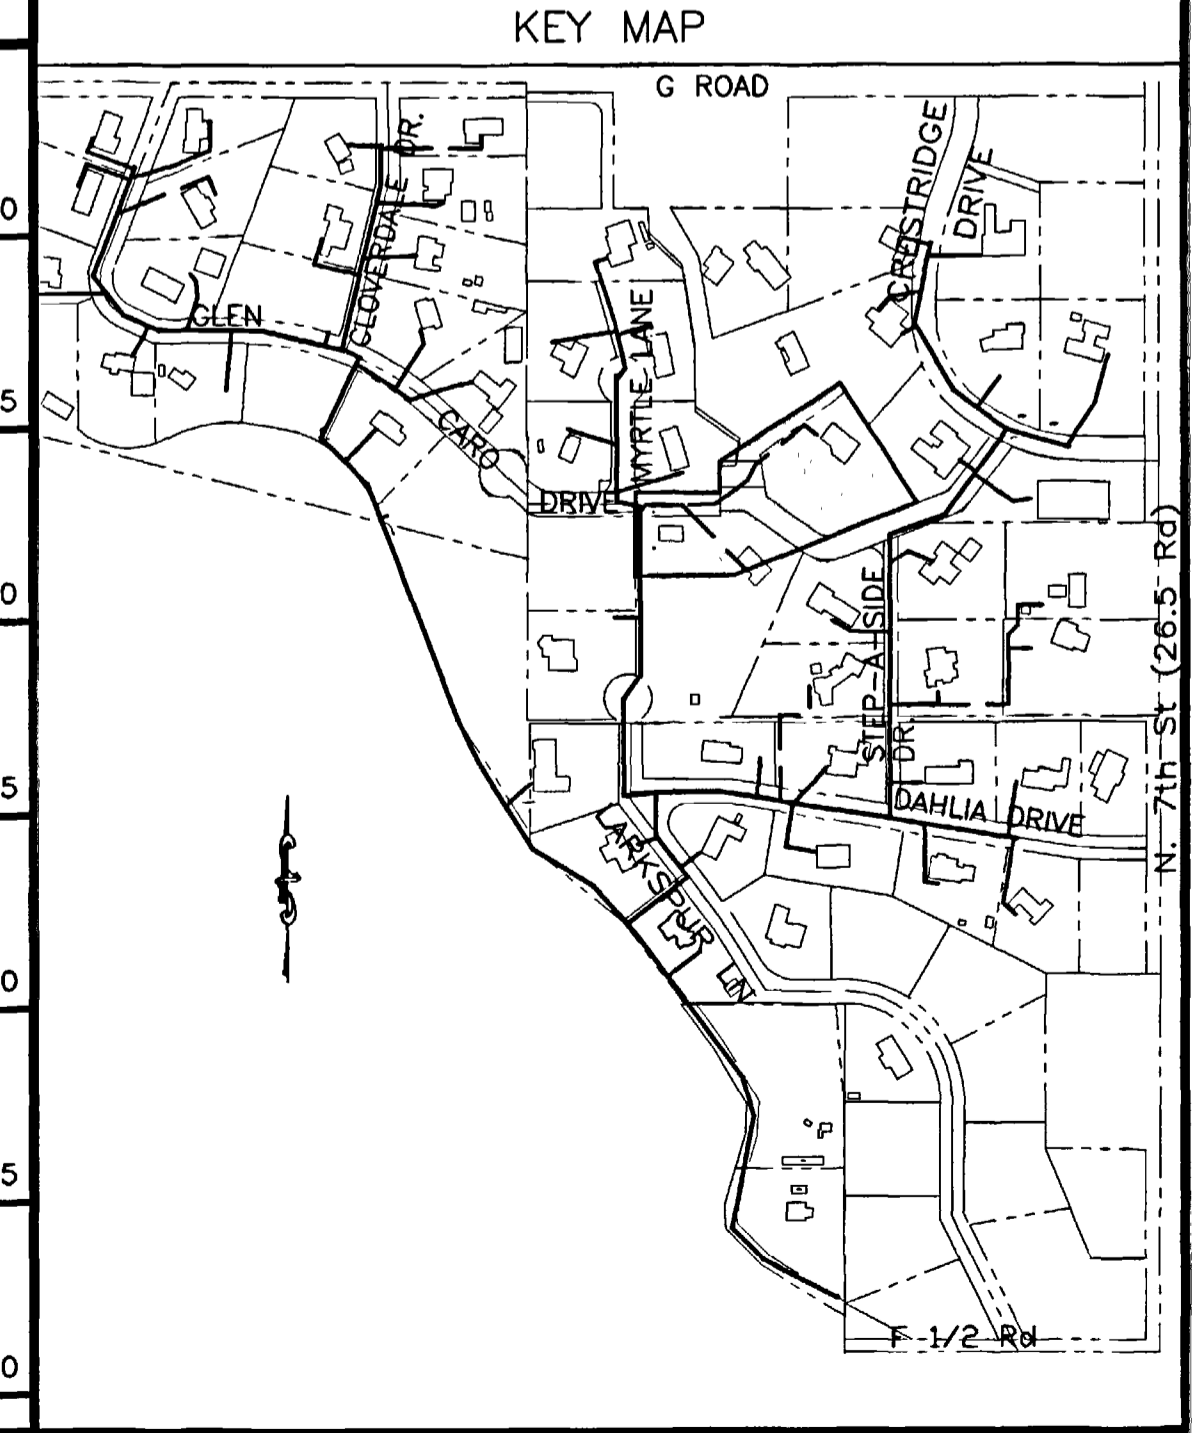 KEY MAP
G ROAD
CRESTRIDGE
DRIVE
CLOVERDALE DR.
GLEN
CARO
DRIVE
MYRTLE LANE
STEP-A-SIDE
DR.
DAHLIA DRIVE
LARKSPUR LN
N. 7th St (26.5 Rd)
F 1/2 Rd
0
5
0
5
0
5
0